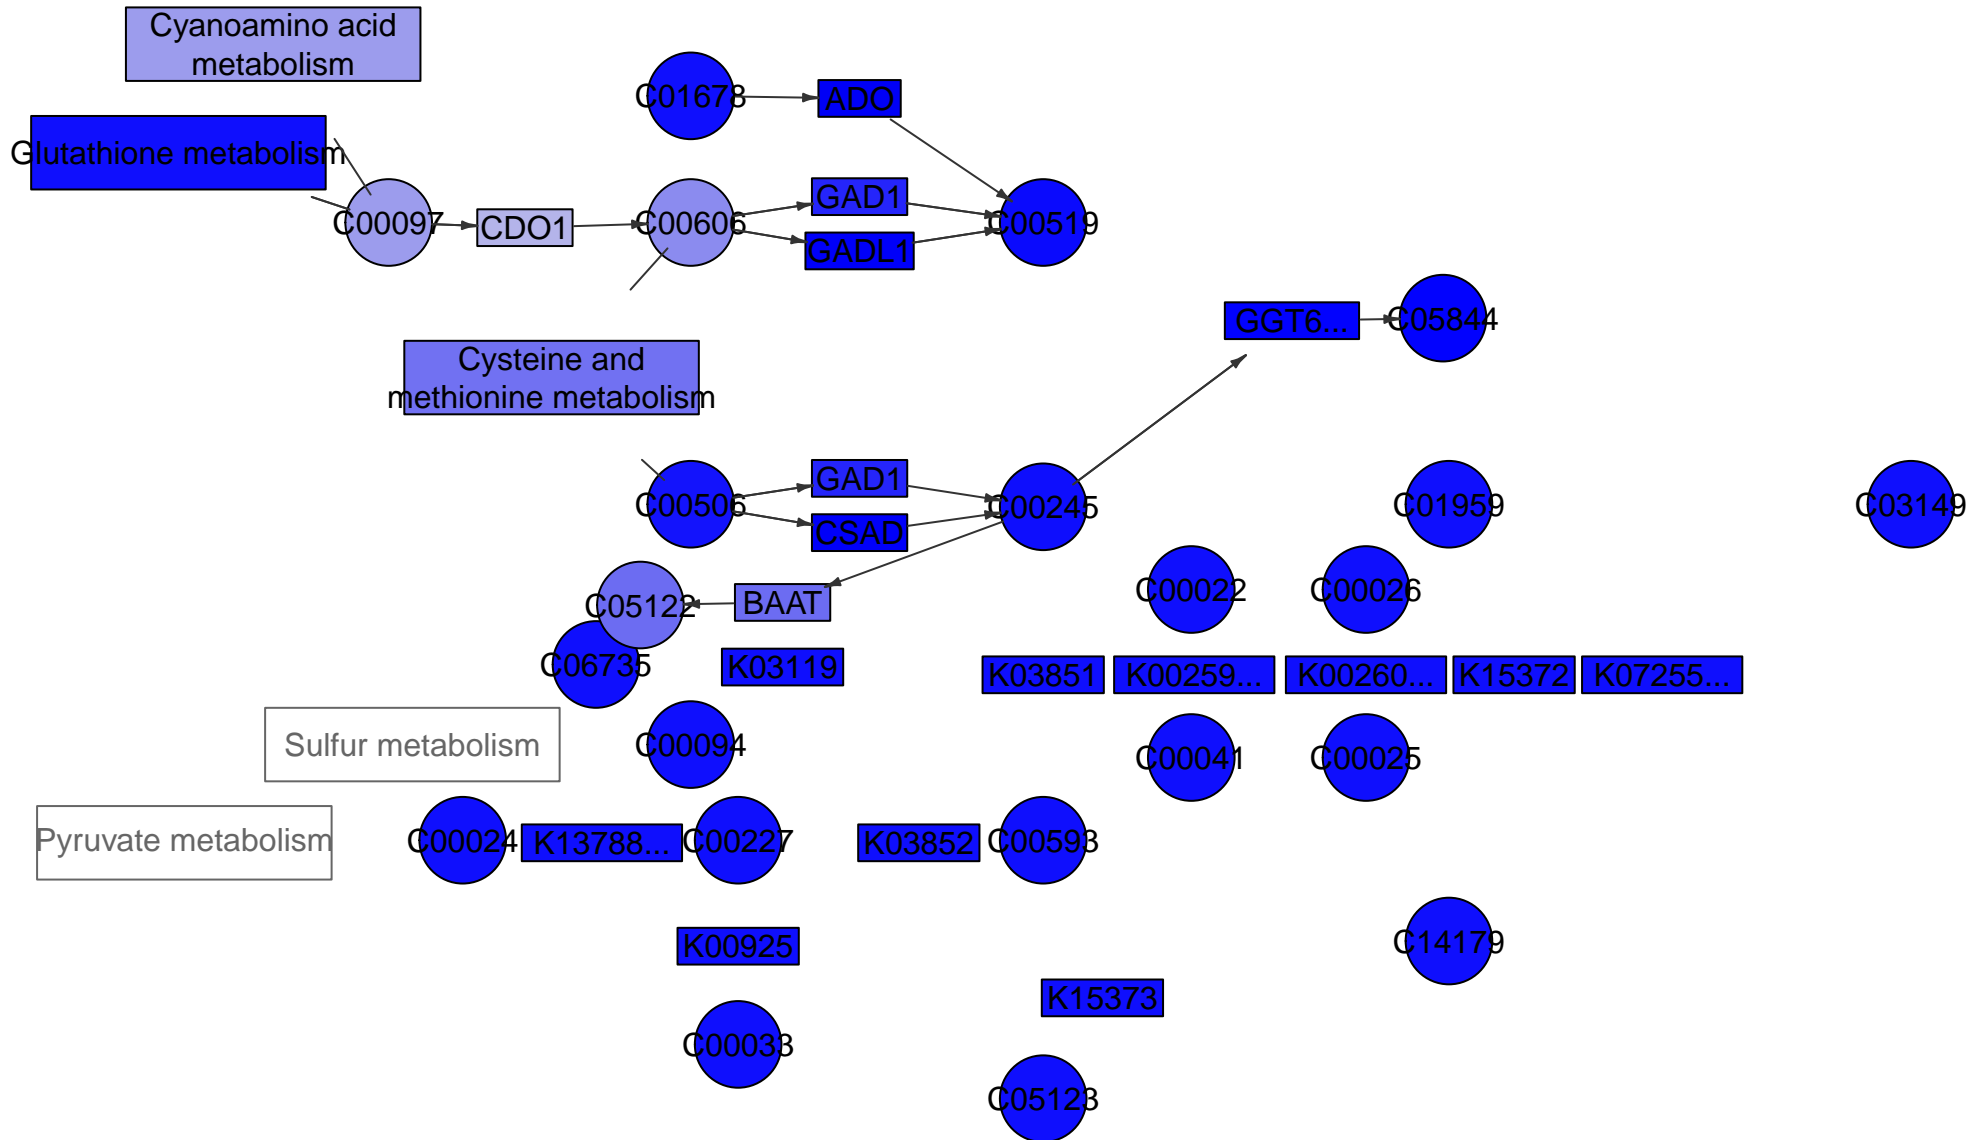 Cyanoamino acid
metabolism
C01678
ADO
Glutathione metabolism
C00097
CDO1
C00606
GAD1
GADL1
C00519
GGT6...
C05844
Cysteine and
methionine metabolism
C00506
GAD1
CSAD
C00245
C01959
C03149
C05122
BAAT
C00022
C00026
C06735
K03119
K03851
K00259...
K00260...
K15372
K07255...
Sulfur metabolism
C00094
C00041
C00025
Pyruvate metabolism
C00024
K13788...
C00227
K03852
C00593
K00925
C14179
K15373
C00033
C05123